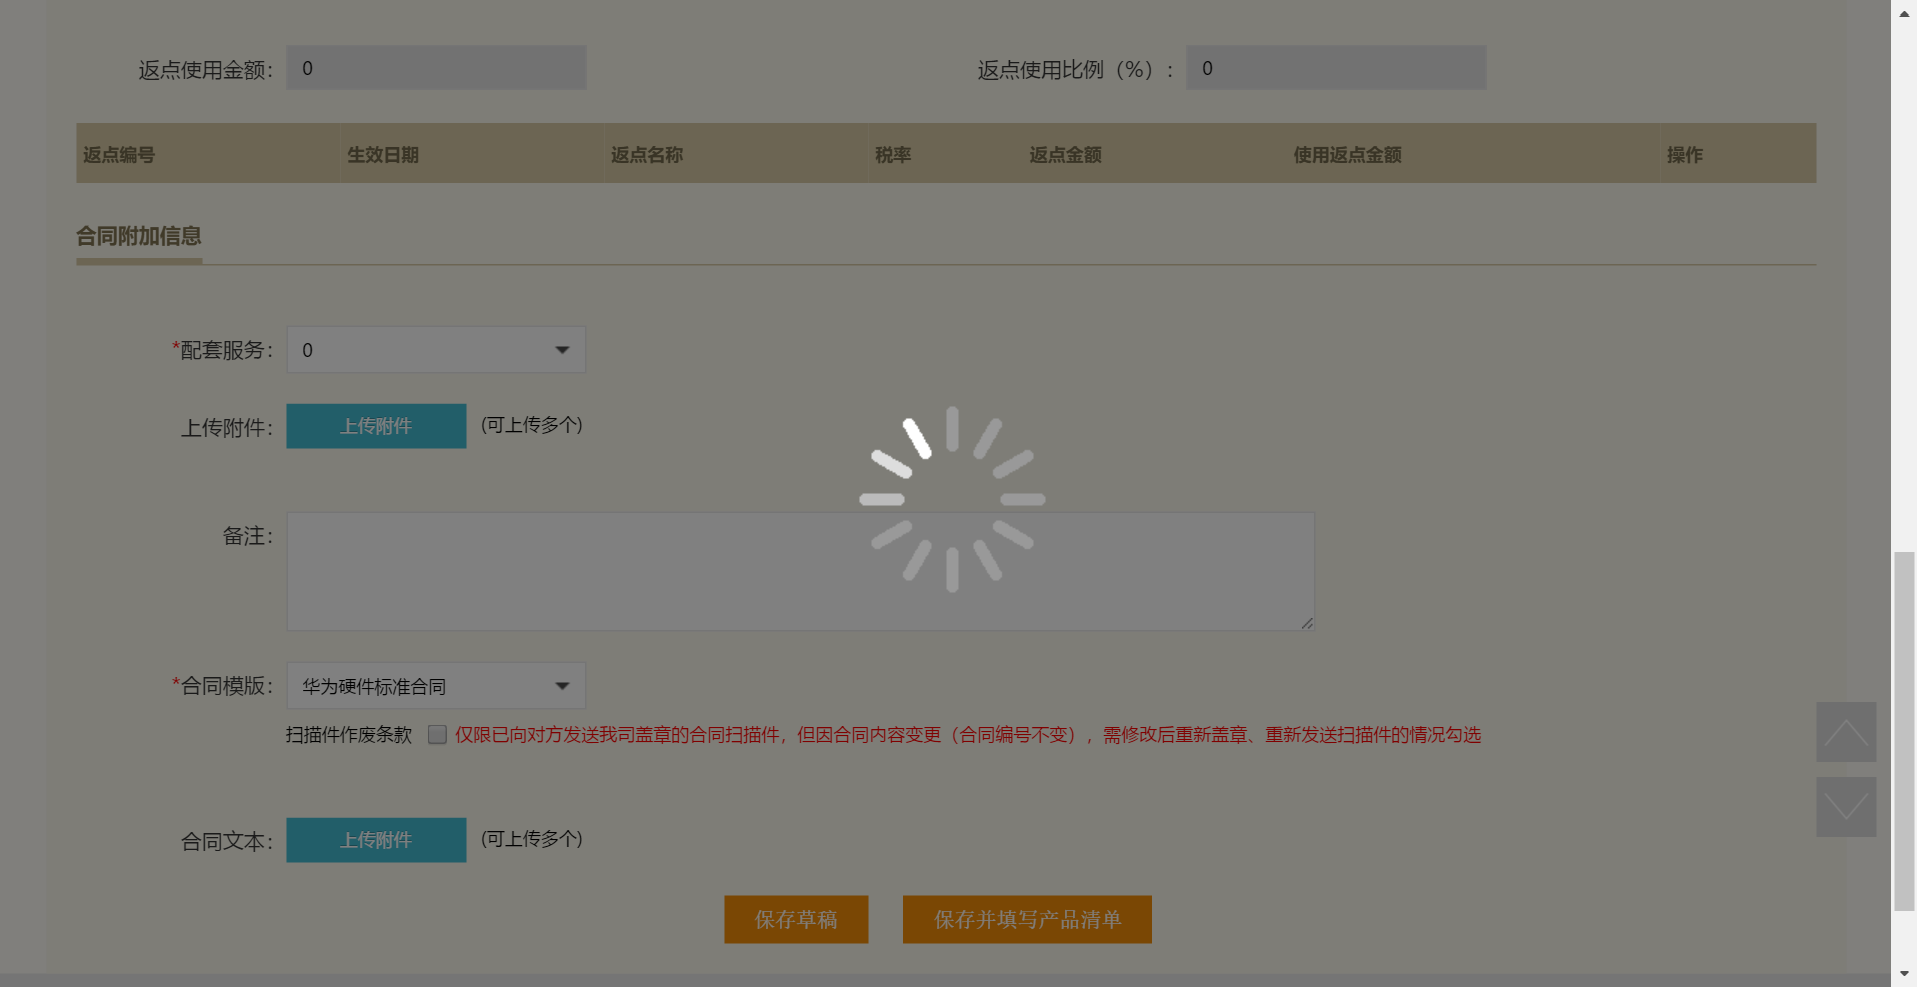 返点使用金额： 0 返点使用比例（%）： 0
返点编号 生效日期 返点名称 税率 返点金额 使用返点金额 操作
合同附加信息
*配套服务： 0
上传附件： 上传附件 (可上传多个)
备注：
*合同模版： 华为硬件标准合同
扫描件作废条款 仅限已向对方发送我司盖章的合同扫描件，但因合同内容变更（合同编号不变），需修改后重新盖章、重新发送扫描件的情况勾选
合同文本： 上传附件 (可上传多个)
保存草稿 保存并填写产品清单